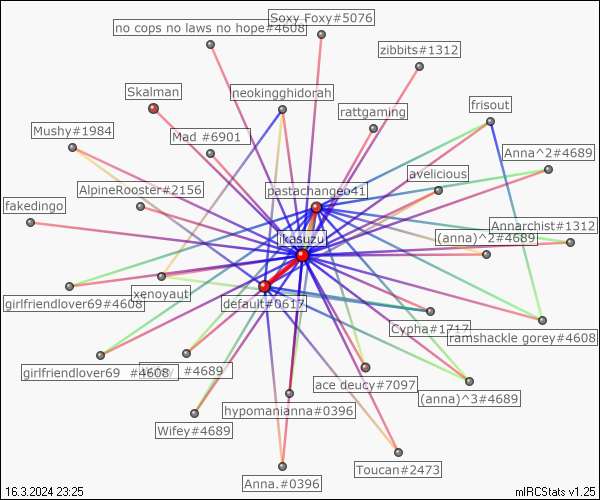 Soxy Foxy#5076
no cops no laws no hope#4608
zibbits#1312
Skalman
neokingghidorah
frisout
rattgaming
Mushy#1984
Mad #6901
Anna^2#4689
avelicious
AlpineRooster#2156
pastachangeo41
fakedingo
Annarchist#1312
ikasuzu
(anna)^2#4689
girlfriendlover69#4608
xenoyaut
default#0617
Cypha#1717
ramshackle gorey#4608
girlfriendlover69 #4608
#4689
ace deucy#7097
(anna)^3#4689
hypomanianna#0396
Wifey#4689
Toucan#2473
Anna.#0396
16.3.2024 23:25
mIRCStats v1.25